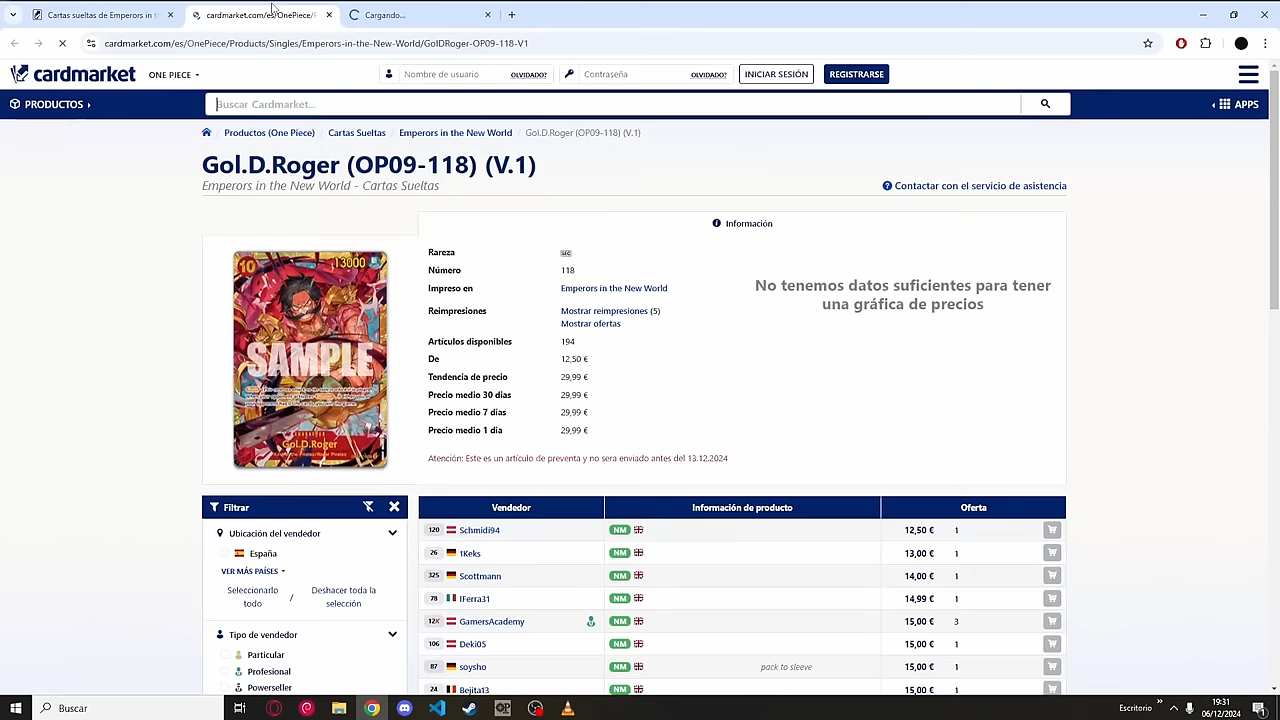 Cartas sueltas de Emperors in t
cardmarket.com/es/OnePiece/P
Cargando...
cardmarket.com/es/OnePiece/Products/Singles/Emperors-in-the-New-World/GolDRoger-OP09-118-V1
cardmarket
ONE PIECE
Nombre de usuario
OLVIDADO?
Contraseña
OLVIDADO?
INICIAR SESIÓN
REGISTRARSE
PRODUCTOS
Buscar Cardmarket...
APPS
Productos (One Piece) / Cartas Sueltas / Emperors in the New World / Gol.D.Roger (OP09-118) (V.1)
Gol.D.Roger (OP09-118) (V.1)
Emperors in the New World - Cartas Sueltas
Contactar con el servicio de asistencia
Información
10
13000
SAMPLE
Gol.D.Roger
Rareza
SEC
Número 118
Impreso en Emperors in the New World
Reimpresiones Mostrar reimpresiones (5)
Mostrar ofertas
Artículos disponibles 194
De 12,50 €
Tendencia de precio 29,99 €
Precio medio 30 días 29,99 €
Precio medio 7 días 29,99 €
Precio medio 1 día 29,99 €
Atención: Este es un artículo de preventa y no sera enviado antes del 13.12.2024
No tenemos datos suficientes para tener
una gráfica de precios
Filtrar
Ubicación del vendedor
España
VER MÁS PAÍSES
Seleccionarlo
todo
/
Deshacer toda la
selección
Tipo de vendedor
Particular
Profesional
Powerseller
Vendedor Información de producto Oferta
120 Schmidi94 NM 12,50 € 1
26 1Keks NM 13,00 € 1
325 Scottmann NM 14,00 € 1
78 IFerra31 NM 14,99 € 1
12K GamersAcademy NM 15,00 € 3
106 Deki05 NM 15,00 € 1
87 soysho NM pack to sleeve 15,00 € 1
24 Bejita13 NM 15,00 € 1
Buscar
Escritorio
19:31
06/12/2024